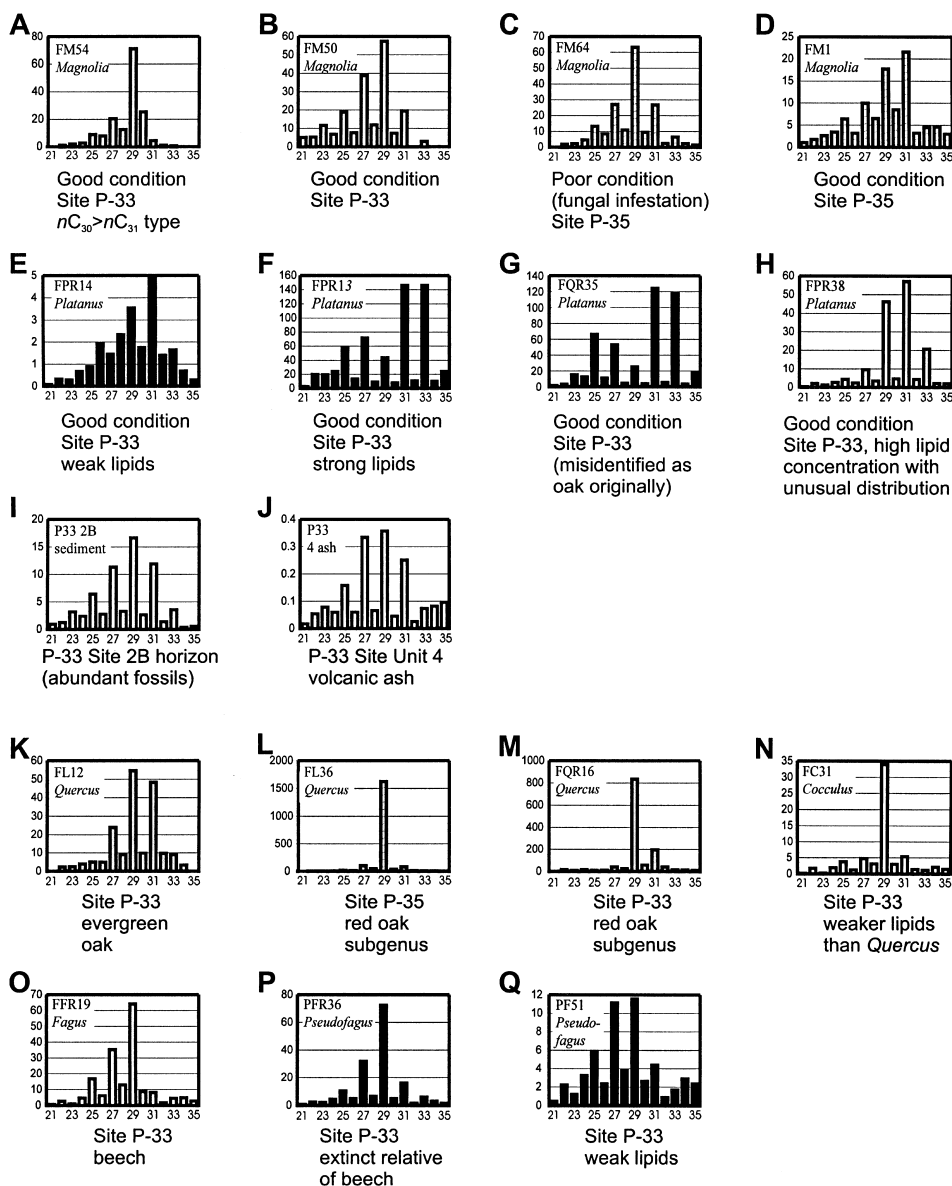 A
80
60
40
20
0
FM54
Magnolia
21 23 25 27 29 31 33 35
Good condition
Site P-33
nC30>nC31 type
B
60
50
40
30
20
10
0
FM50
Magnolia
21 23 25 27 29 31 33 35
Good condition
Site P-33
C
70
60
50
40
30
20
10
0
FM64
Magnolia
21 23 25 27 29 31 33 35
Poor condition
(fungal infestation)
Site P-35
D
25
20
15
10
5
0
FM1
Magnolia
21 23 25 27 29 31 33 35
Good condition
Site P-35
E
5
4
3
2
1
0
FPR14
Platanus
21 23 25 27 29 31 33 35
Good condition
Site P-33
weak lipids
F
160
140
120
100
80
60
40
20
0
FPR13
Platanus
21 23 25 27 29 31 33 35
Good condition
Site P-33
strong lipids
G
140
120
100
80
60
40
20
0
FQR35
Platanus
21 23 25 27 29 31 33 35
Good condition
Site P-33
(misidentified as
oak originally)
H
60
50
40
30
20
10
0
FPR38
Platanus
21 23 25 27 29 31 33 35
Good condition
Site P-33, high lipid
concentration with
unusual distribution
I
20
15
10
5
0
P33 2B
sediment
21 23 25 27 29 31 33 35
P-33 Site 2B horizon
(abundant fossils)
J
0.4
0.3
0.2
0.1
0
P33
4 ash
21 23 25 27 29 31 33 35
P-33 Site Unit 4
volcanic ash
K
60
50
40
30
20
10
0
FL12
Quercus
21 23 25 27 29 31 33 35
Site P-33
evergreen
oak
L
2000
1500
1000
500
0
FL36
Quercus
21 23 25 27 29 31 33 35
Site P-35
red oak
subgenus
M
1000
800
600
400
200
0
FQR16
Quercus
21 23 25 27 29 31 33 35
Site P-33
red oak
subgenus
N
35
30
25
20
15
10
5
0
FC31
Cocculus
21 23 25 27 29 31 33 35
Site P-33
weaker lipids
than Quercus
O
70
60
50
40
30
20
10
0
FFR19
Fagus
21 23 25 27 29 31 33 35
Site P-33
beech
P
80
60
40
20
0
PFR36
Pseudofagus
21 23 25 27 29 31 33 35
Site P-33
extinct relative
of beech
Q
12
10
8
6
4
2
0
PF51
Pseudo-
fagus
21 23 25 27 29 31 33 35
Site P-33
weak lipids